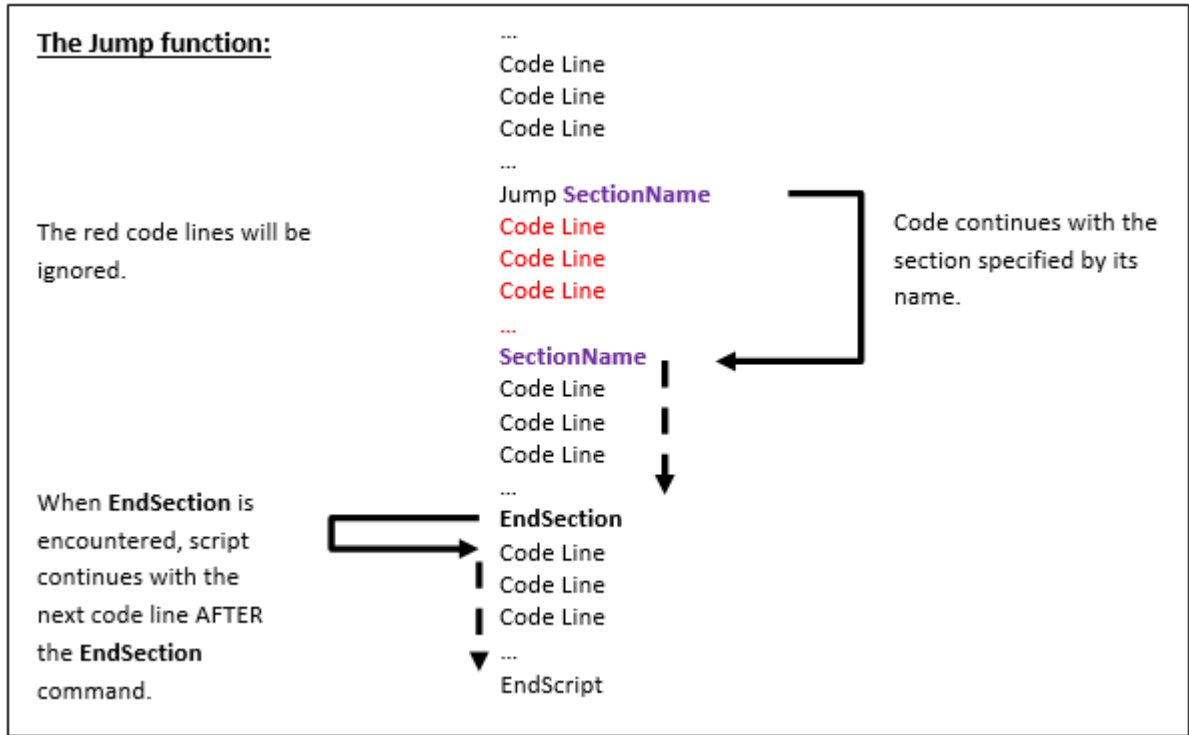 The Jump function:
...
Code Line
Code Line
Code Line
...
Jump SectionName
Code Line
Code Line
Code Line
...
The red code lines will be
ignored.
Code continues with the
section specified by its
name.
SectionName
Code Line
Code Line
Code Line
...
EndSection
Code Line
Code Line
Code Line
...
EndScript
When EndSection is
encountered, script
continues with the
next code line AFTER
the EndSection
command.